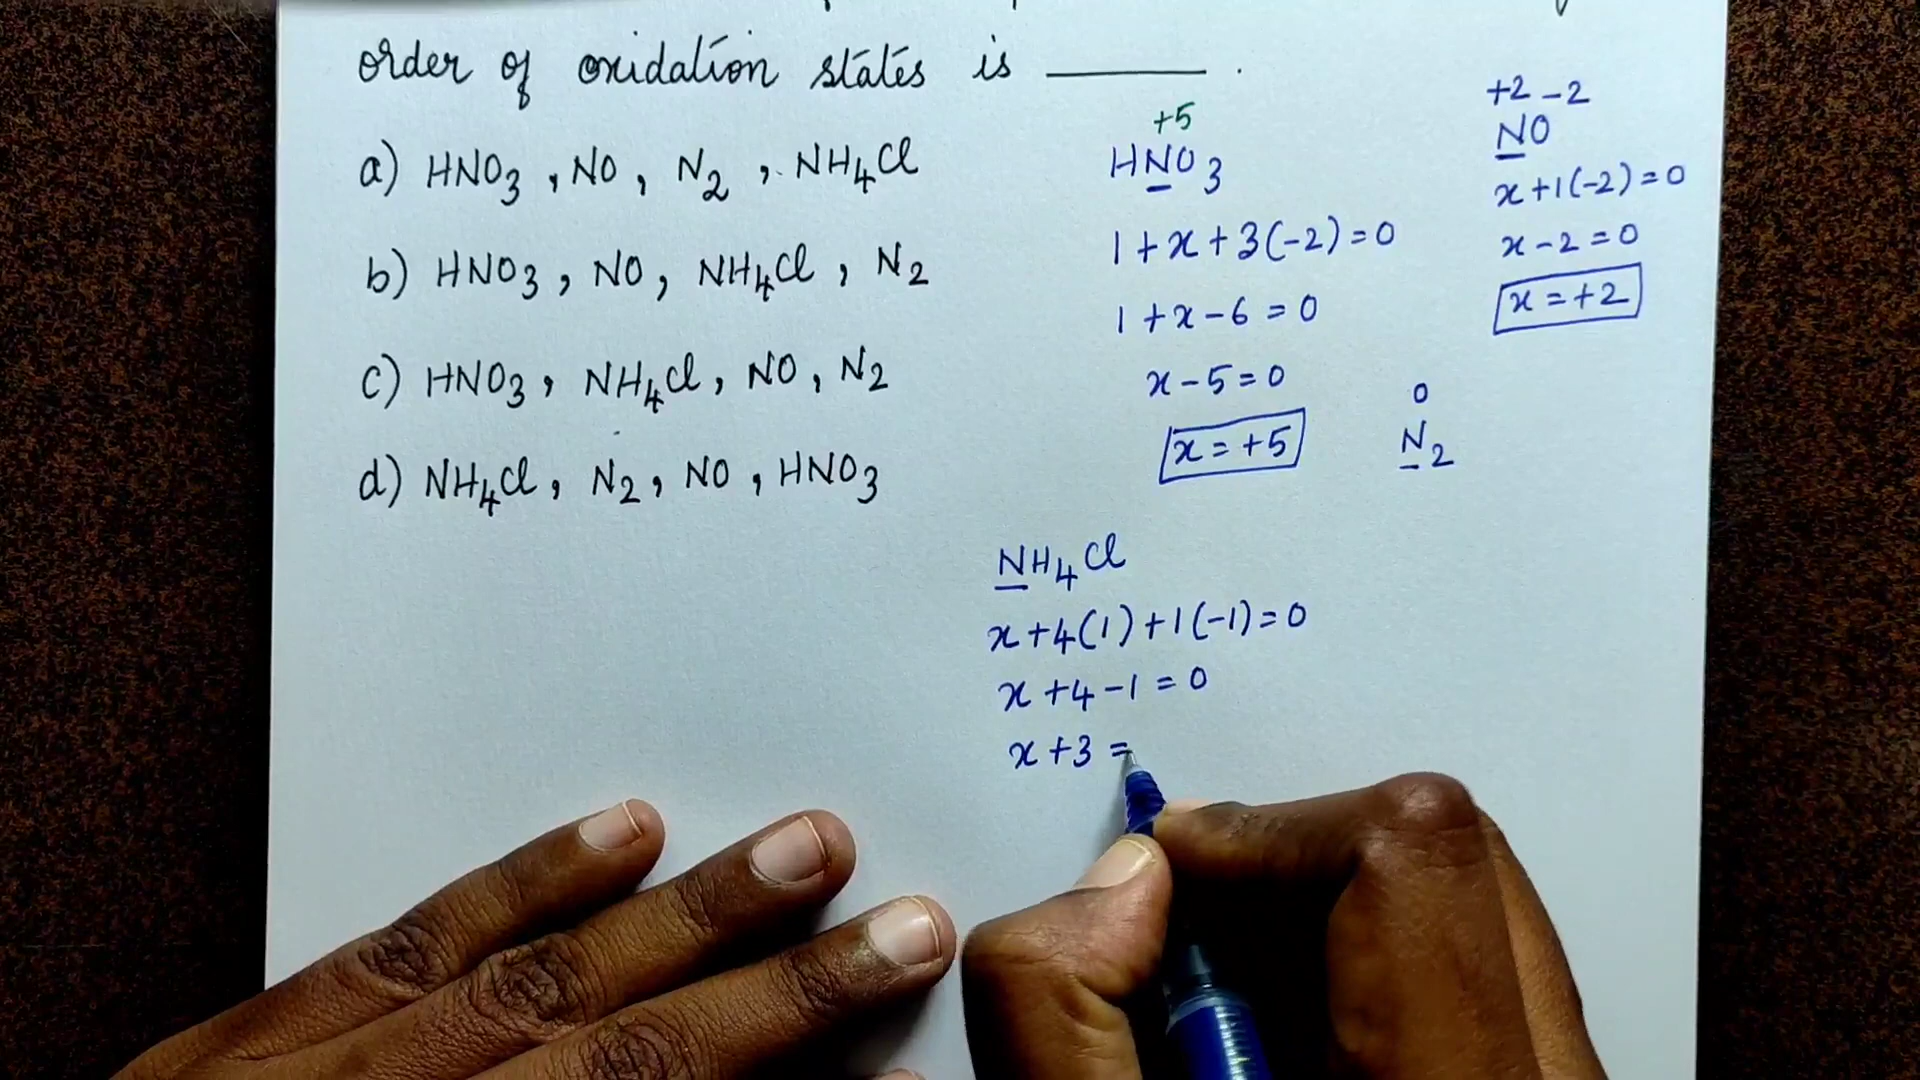 order of oxidation states is ______ .
a) HNO3 , NO , N2 , NH4Cl
b) HNO3 , NO , NH4Cl , N2
c) HNO3 , NH4Cl , NO , N2
d) NH4Cl , N2 , NO , HNO3
+5
HNO3
1 + x + 3(-2) = 0
1 + x - 6 = 0
x - 5 = 0
x = +5
+2 -2
NO
x + 1(-2) = 0
x - 2 = 0
x = +2
0
N2
NH4Cl
x + 4(1) + 1(-1) = 0
x + 4 - 1 = 0
x + 3 =